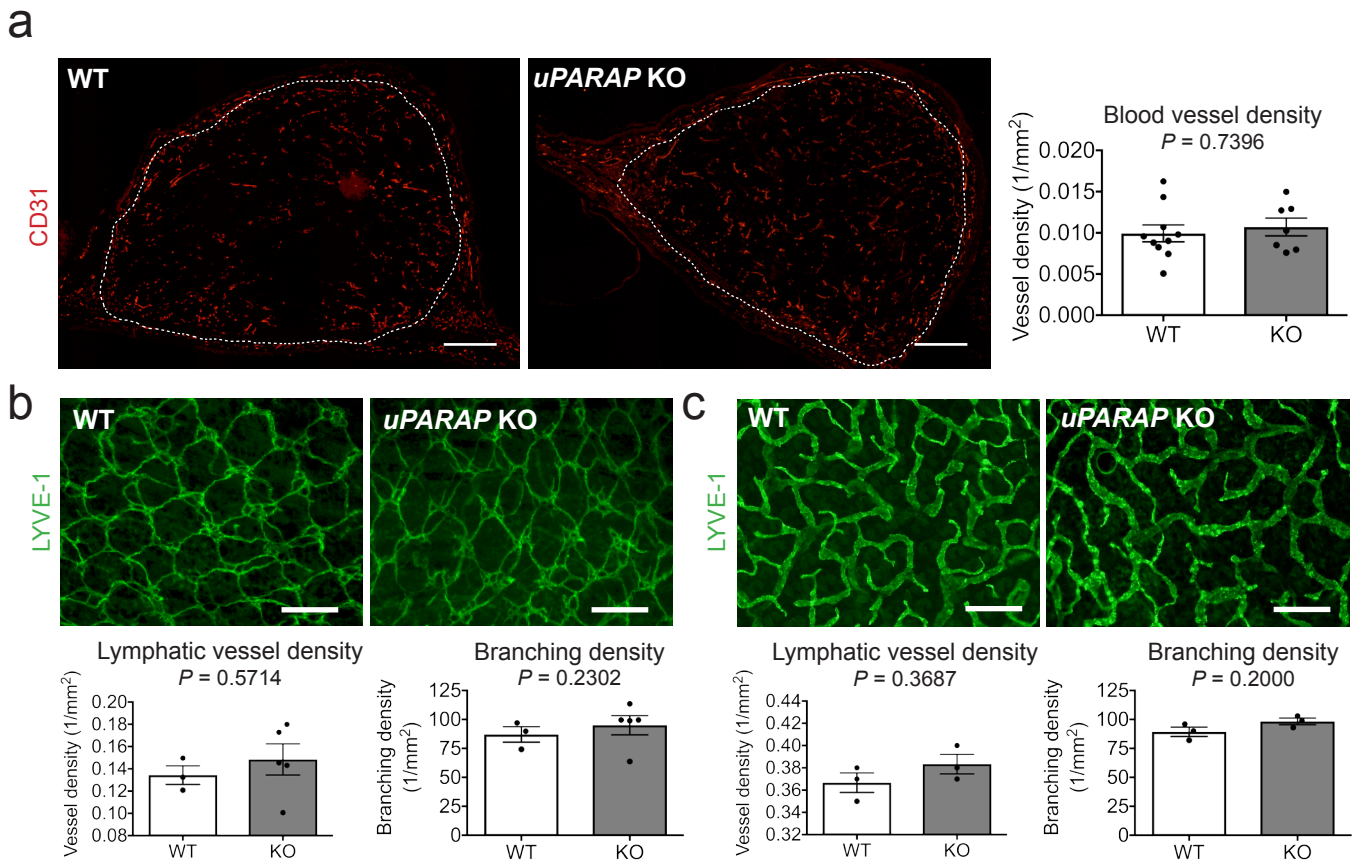 a
WT
uPARAP KO
CD31
Blood vessel density
P = 0.7396
Vessel density (1/mm²)
0.020
0.015
0.010
0.005
0.000
WT
KO
b
WT
uPARAP KO
LYVE-1
Lymphatic vessel density
P = 0.5714
Vessel density (1/mm²)
0.20
0.18
0.16
0.14
0.12
0.10
0.08
WT
KO
Branching density
P = 0.2302
Branching density
(1/mm²)
125
100
75
50
25
0
WT
KO
c
WT
uPARAP KO
LYVE-1
Lymphatic vessel density
P = 0.3687
Vessel density (1/mm²)
0.44
0.42
0.40
0.38
0.36
0.34
0.32
WT
KO
Branching density
P = 0.2000
Branching density
(1/mm²)
125
100
75
50
25
0
WT
KO